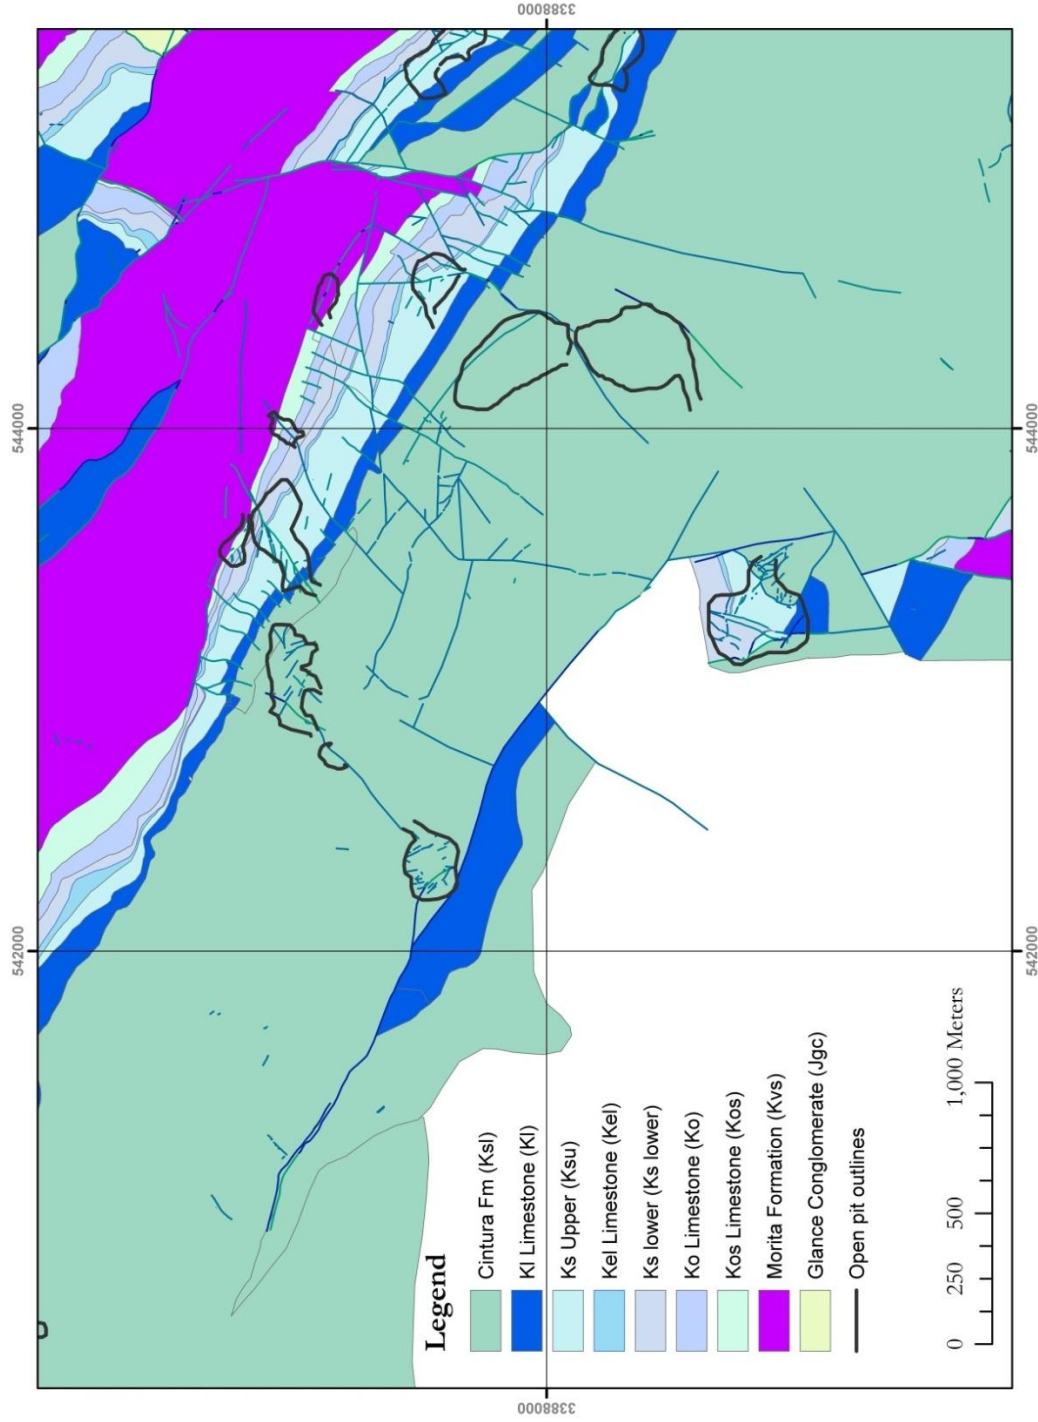 3388000
544000
544000
542000
542000
Legend
Cintura Fm (Ksl)
Kl Limestone (Kl)
Ks Upper (Ksu)
Kel Limestone (Kel)
Ks lower (Ks lower)
Ko Limestone (Ko)
Kos Limestone (Kos)
Morita Formation (Kvs)
Glance Conglomerate (Jgc)
Open pit outlines
0 250 500 1,000 Meters
3388000